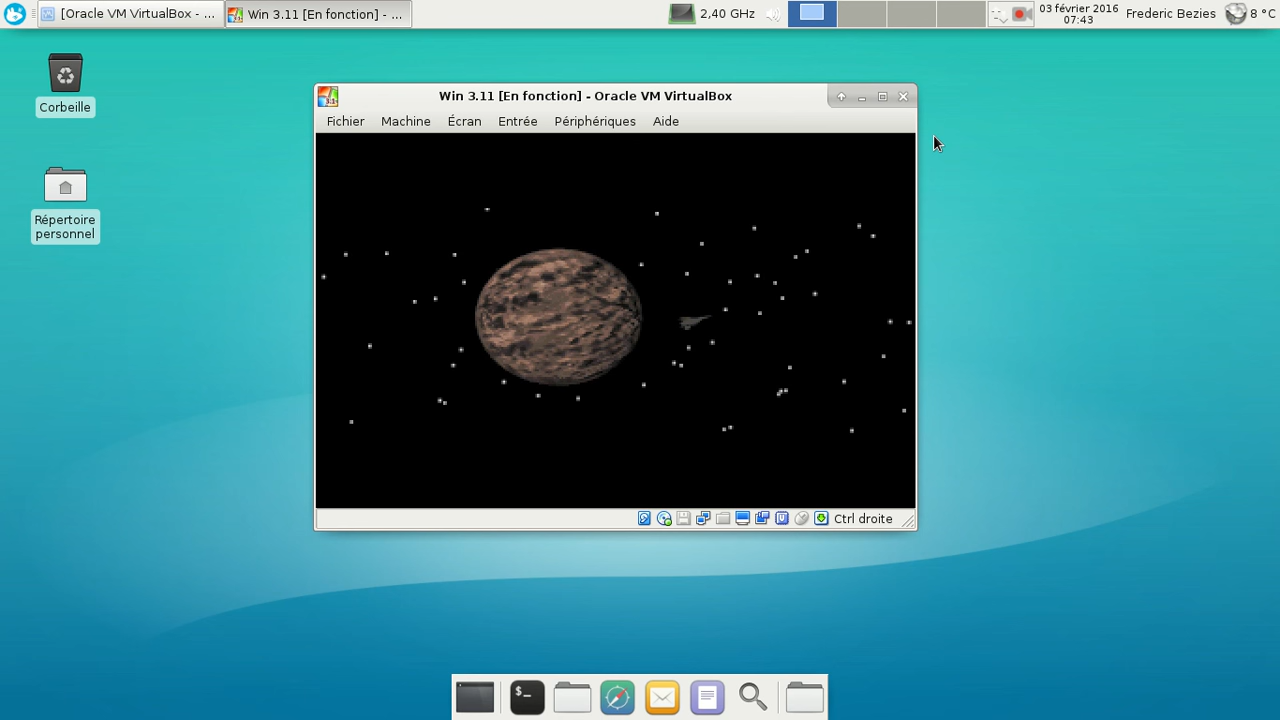 [Oracle VM VirtualBox - ...
Win 3.11 [En fonction] - ...
2,40 GHz
03 février 2016
07:43
Frederic Bezies
8 °C
Corbeille
Répertoire
personnel
Win 3.11 [En fonction] - Oracle VM VirtualBox
Fichier Machine Écran Entrée Périphériques Aide
Ctrl droite